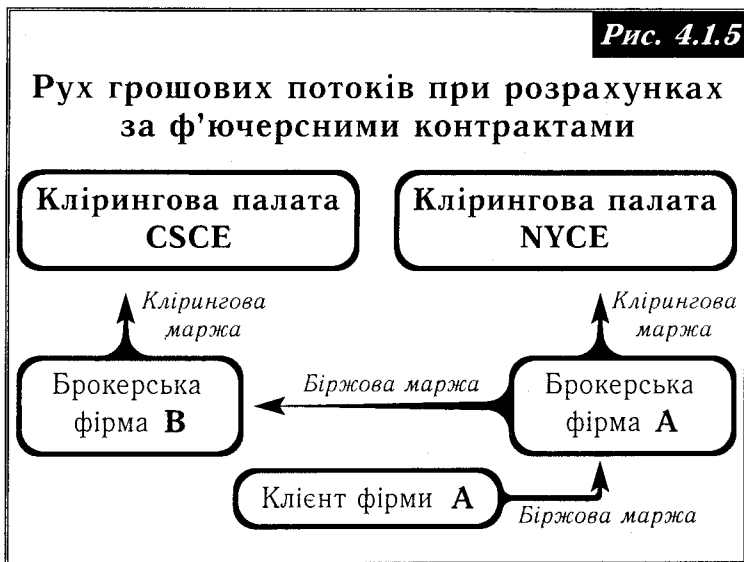 Рис. 4.1.5
Рух грошових потоків при розрахунках
за ф'ючерсними контрактами
Клірингова палата
CSCE
Клірингова палата
NYCE
Клірингова
маржа
Клірингова
маржа
Брокерська
фірма В
Біржова маржа
Брокерська
фірма А
Клієнт фірми А
Біржова маржа